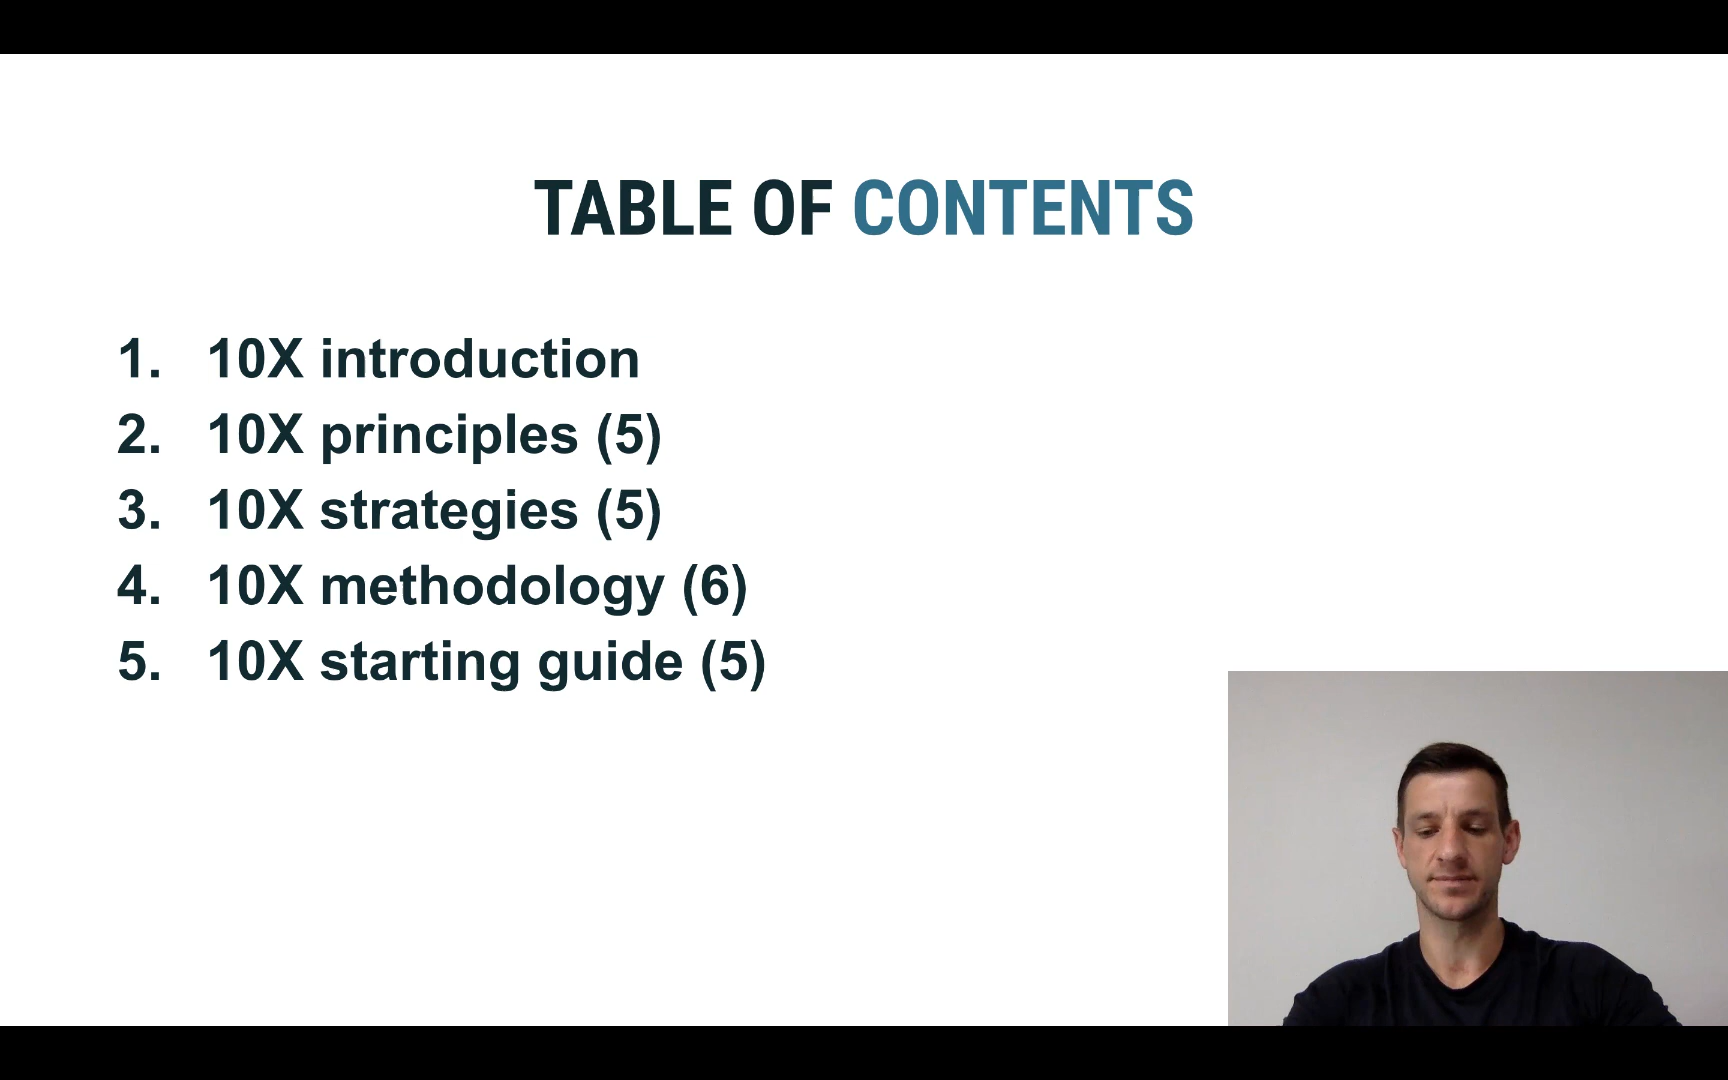 TABLE OF CONTENTS
1. 10X introduction
2. 10X principles (5)
3. 10X strategies (5)
4. 10X methodology (6)
5. 10X starting guide (5)